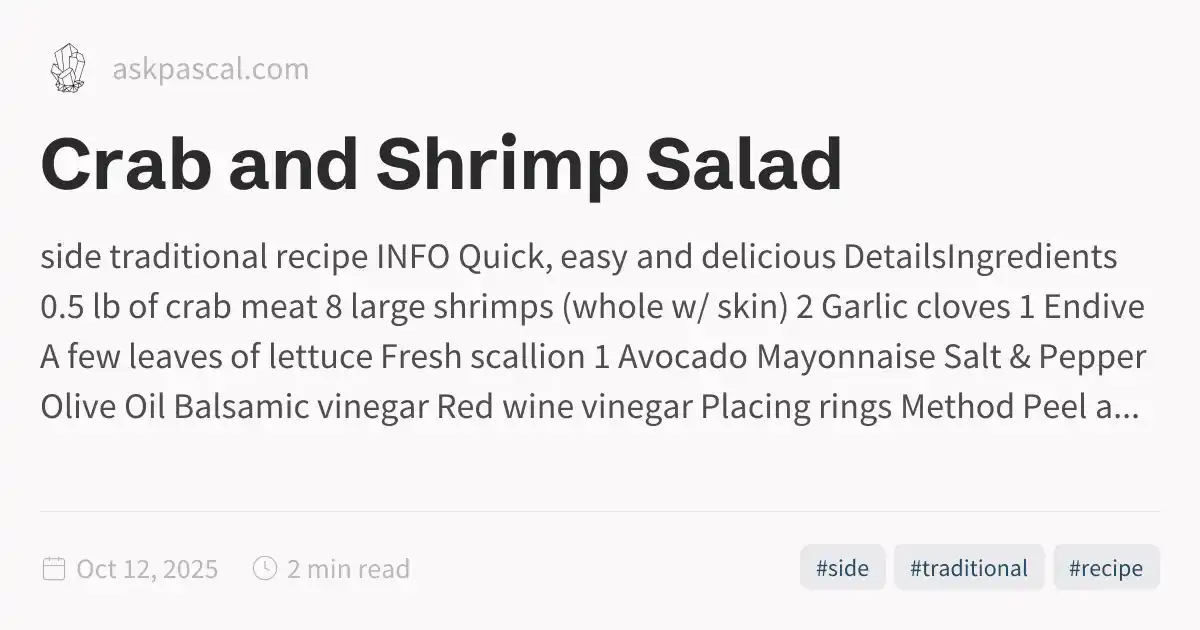 askpascal.com
Crab and Shrimp Salad
side traditional recipe INFO Quick, easy and delicious DetailsIngredients
0.5 lb of crab meat 8 large shrimps (whole w/ skin) 2 Garlic cloves 1 Endive
A few leaves of lettuce Fresh scallion 1 Avocado Mayonnaise Salt & Pepper
Olive Oil Balsamic vinegar Red wine vinegar Placing rings Method Peel a...
Oct 12, 2025 2 min read #side #traditional #recipe